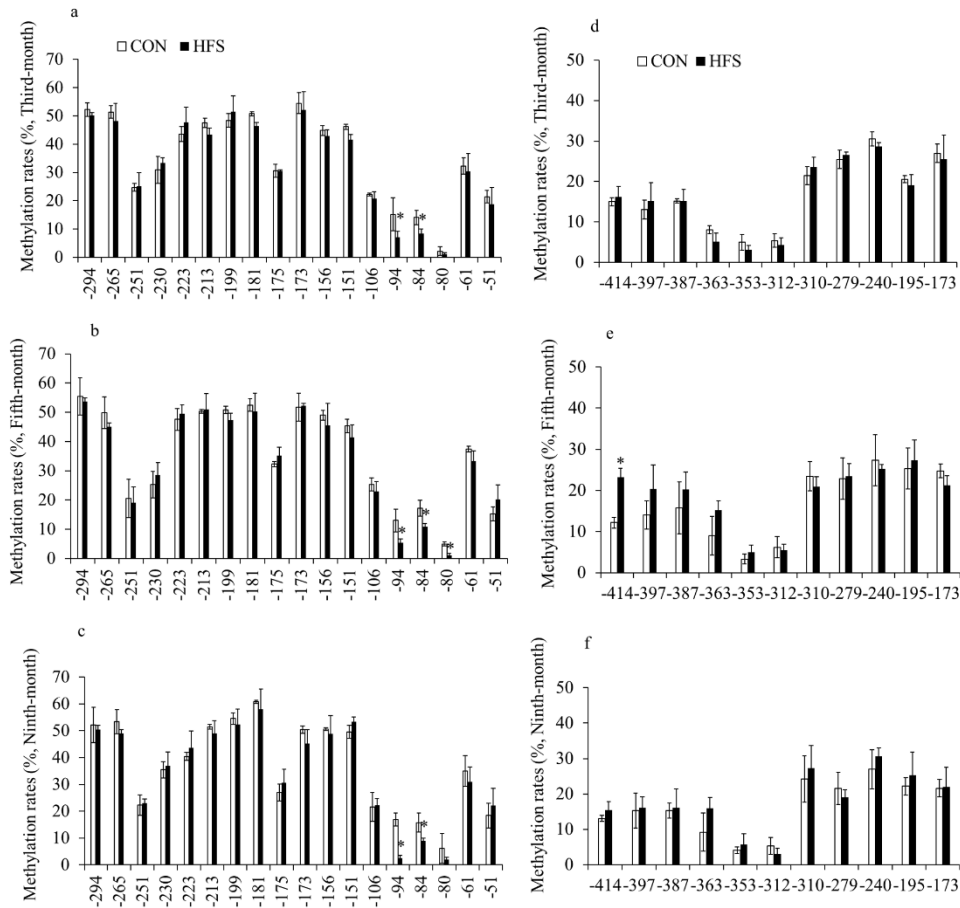 a
CON HFS
Methylation rates (%, Third-month)
70
60
50
40
30
20
10
0
-294 -265 -251 -230 -223 -213 -199 -181 -175 -173 -156 -151 -106 -94 -84 -80 -61 -51
* *
b
Methylation rates (%, Fifth-month)
70
60
50
40
30
20
10
0
-294 -265 -251 -230 -223 -213 -199 -181 -175 -173 -156 -151 -106 -94 -84 -80 -61 -51
* * *
c
Methylation rates (%, Ninth-month)
70
60
50
40
30
20
10
0
-294 -265 -251 -230 -223 -213 -199 -181 -175 -173 -156 -151 -106 -94 -84 -80 -61 -51
* *
d
CON HFS
Methylation rates (%, Third-month)
50
40
30
20
10
0
-414-397-387-363-353-312-310-279-240-195-173
e
Methylation rates (%, Fifth-month)
50
40
30
20
10
0
*
-414-397-387-363-353-312-310-279-240-195-173
f
Methylation rates (%, Ninth-month)
50
40
30
20
10
0
-414-397-387-363-353-312-310-279-240-195-173